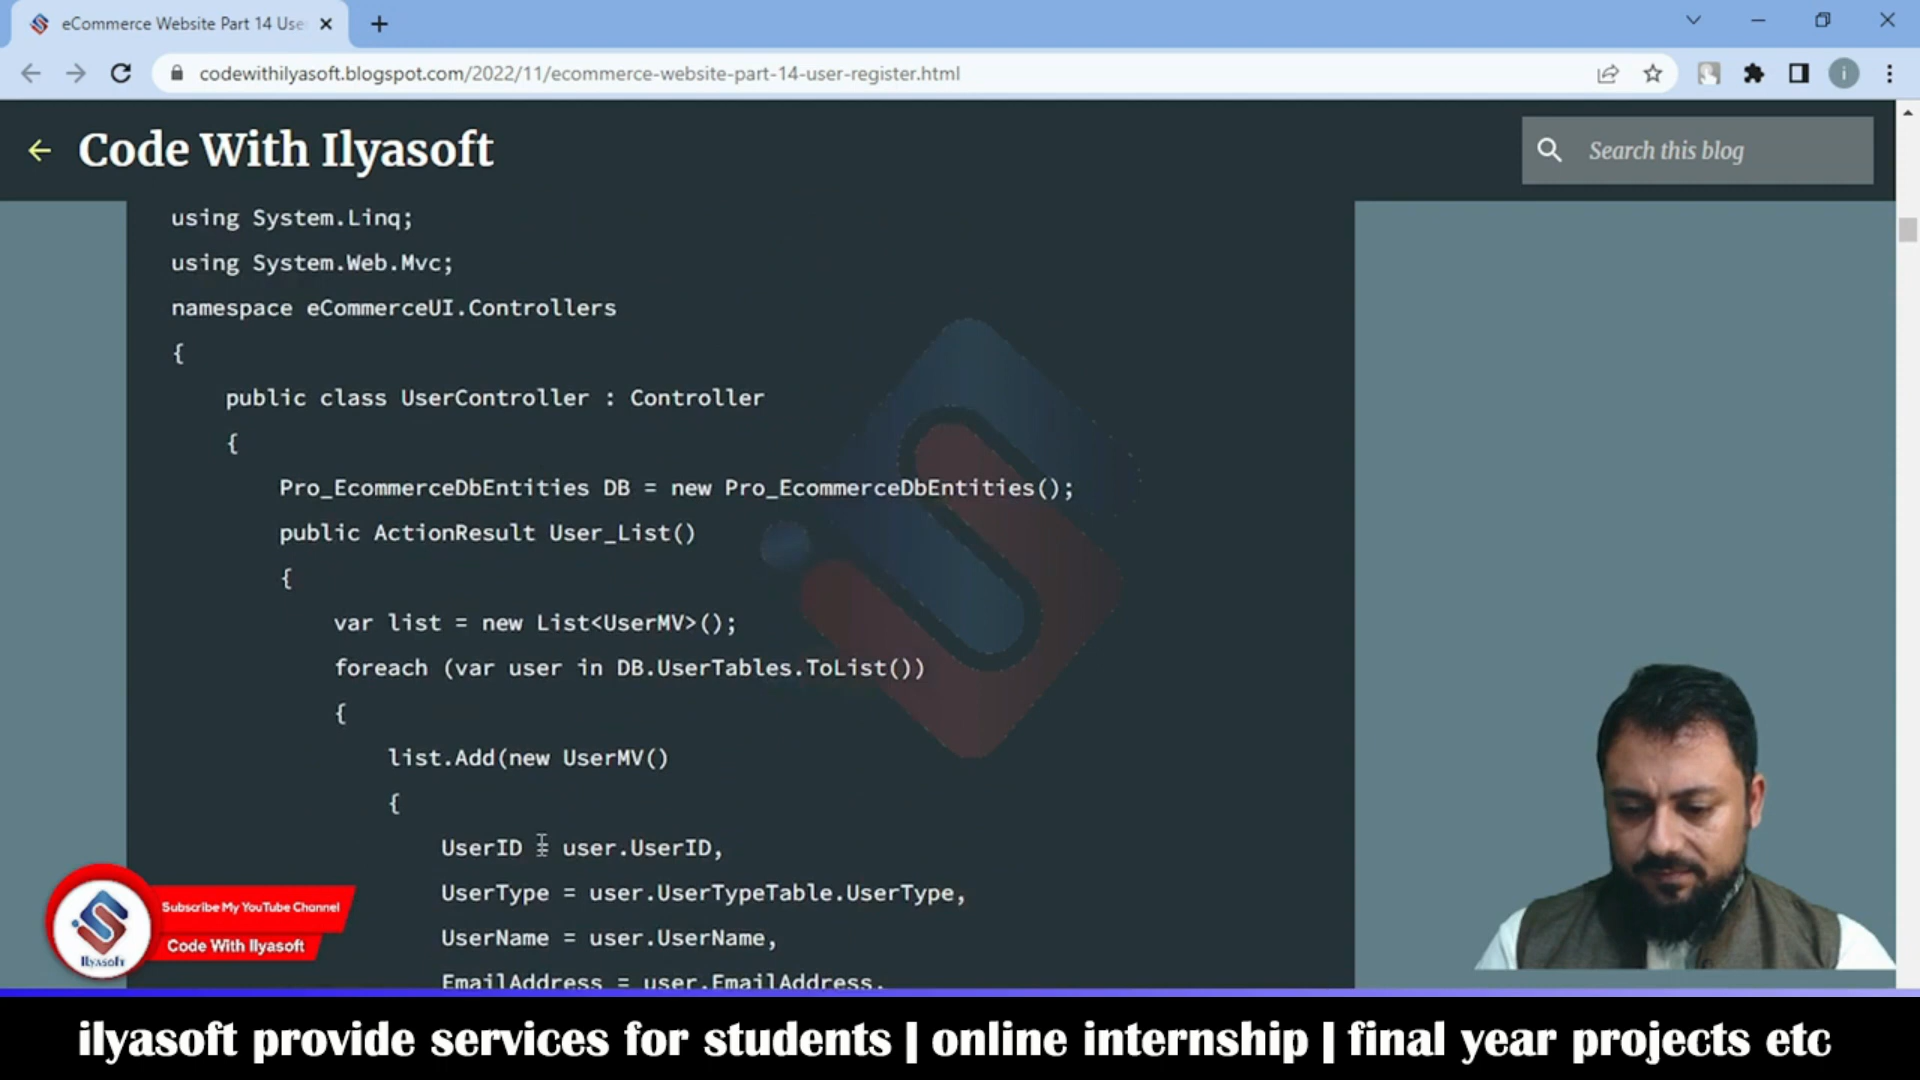 eCommerce Website Part 14 Use
codewithilyasoft.blogspot.com/2022/11/ecommerce-website-part-14-user-register.html
i
Code With Ilyasoft
Search this blog
using System.Linq;
using System.Web.Mvc;
namespace eCommerceUI.Controllers
{
public class UserController : Controller
{
Pro_EcommerceDbEntities DB = new Pro_EcommerceDbEntities();
public ActionResult User_List()
{
var list = new List<UserMV>();
foreach (var user in DB.UserTables.ToList())
{
list.Add(new UserMV()
{
UserID = user.UserID,
UserType = user.UserTypeTable.UserType,
UserName = user.UserName,
EmailAddress = user.EmailAddress,
Subscribe My YouTube Channel
Code With Ilyasoft
Ilyasoft
ilyasoft provide services for students | online internship | final year projects etc